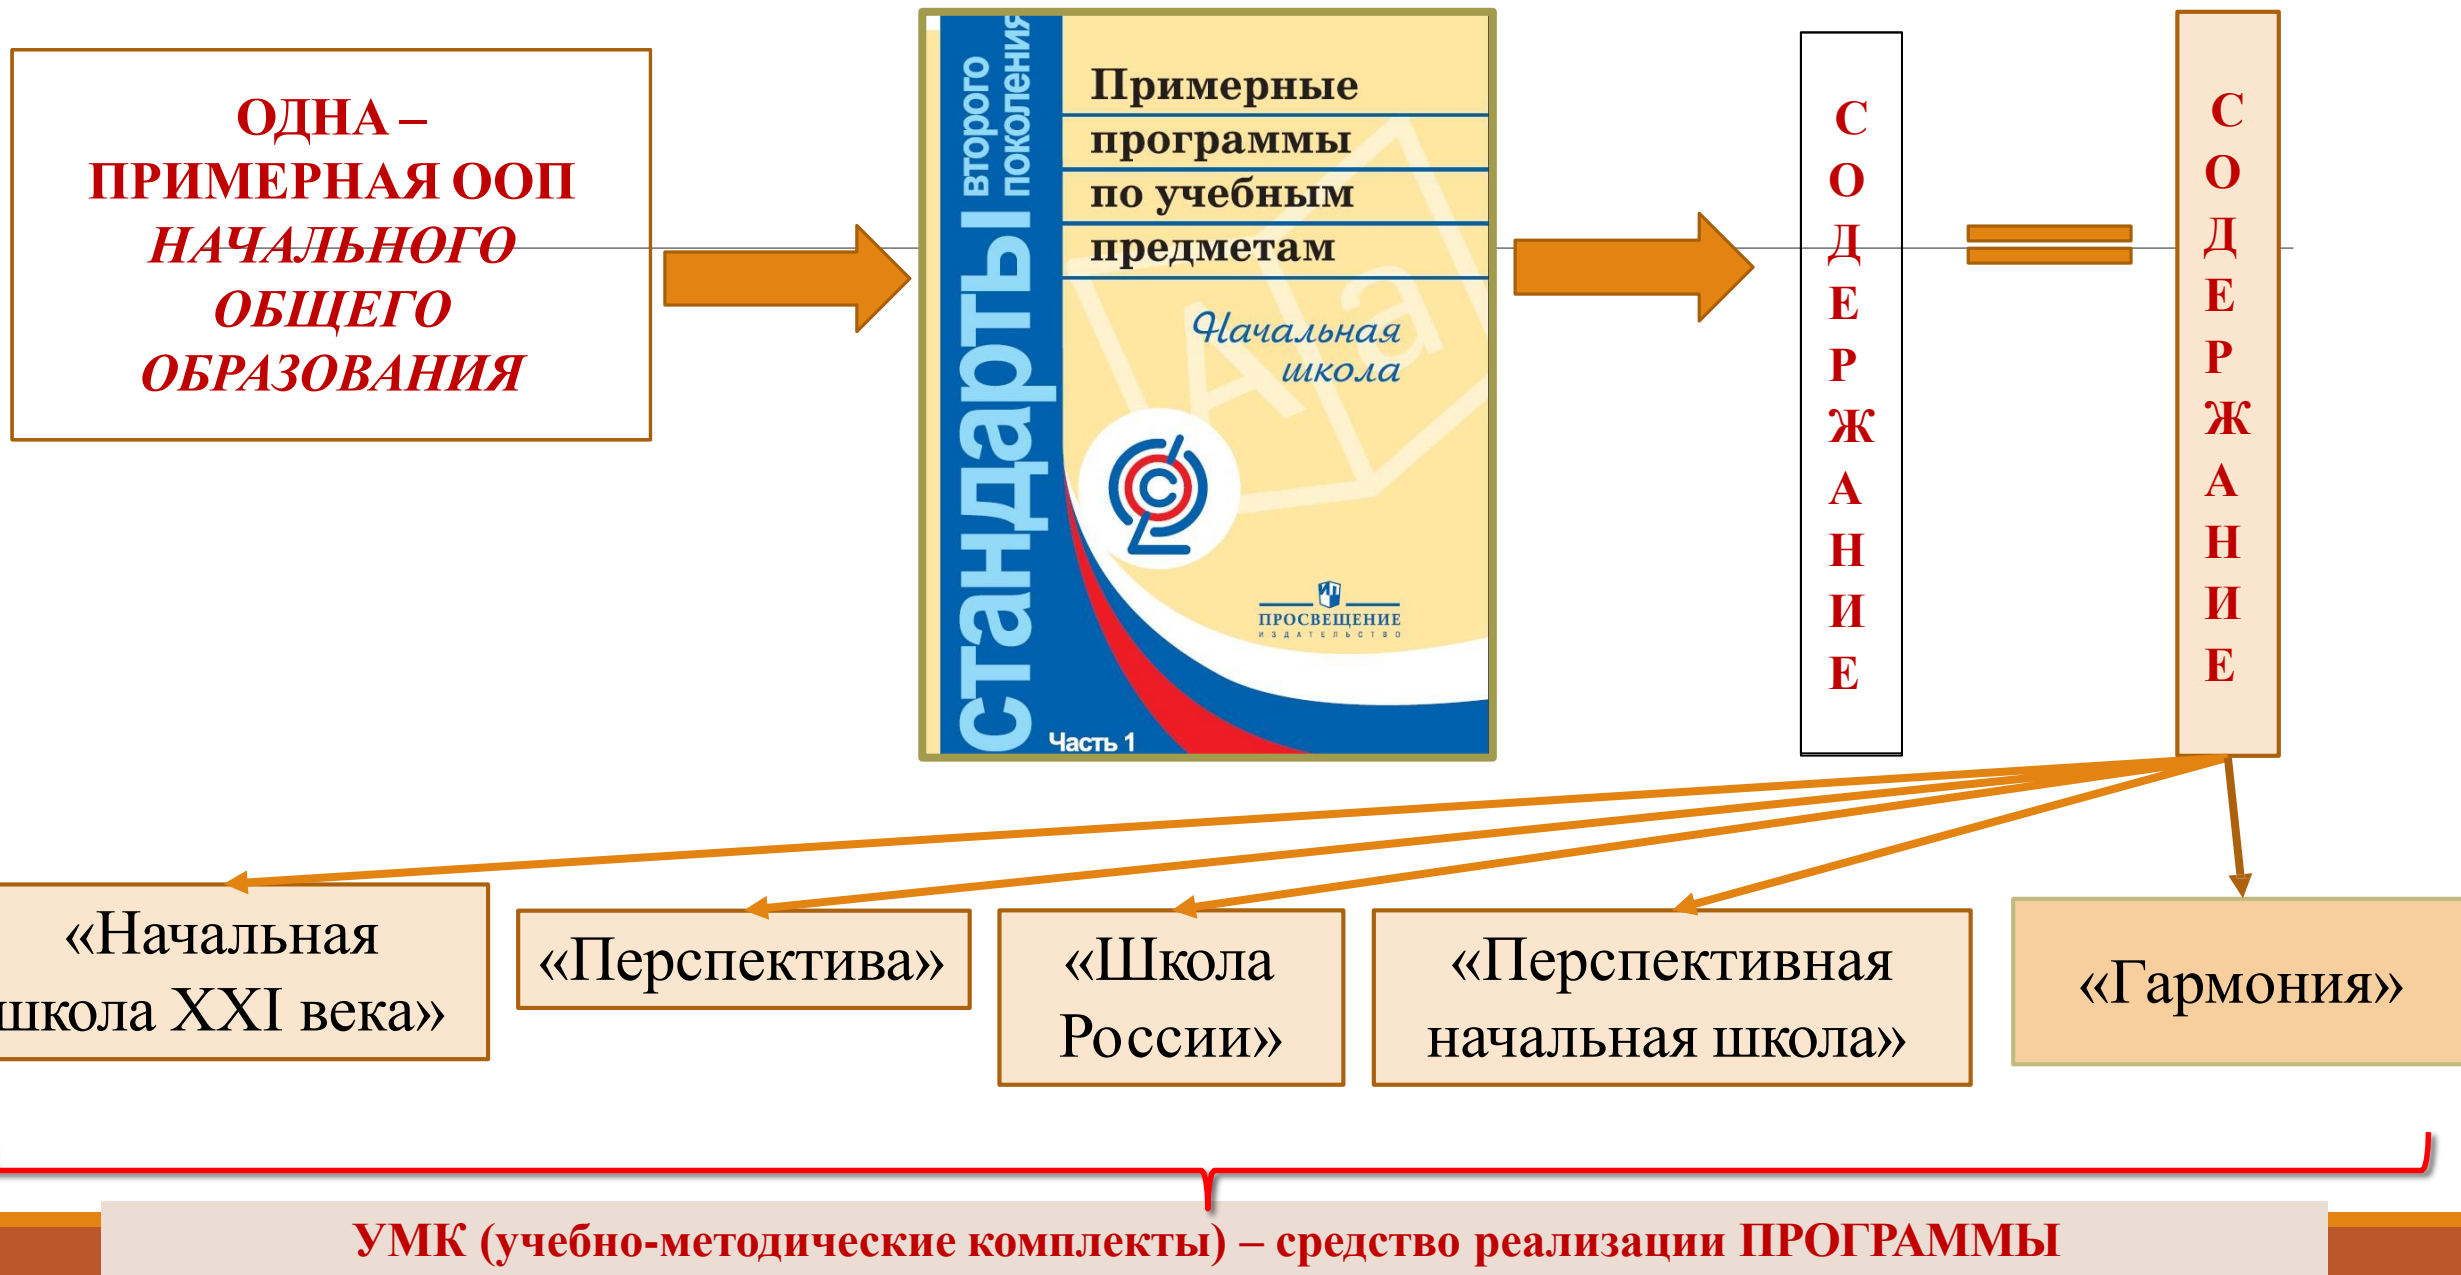 ОДНА –
ПРИМЕРНАЯ ООП
НАЧАЛЬНОГО
ОБЩЕГО
ОБРАЗОВАНИЯ
стандарты
второго
поколения
Примерные
программы
по учебным
предметам
Начальная
школа
ПРОСВЕЩЕНИЕ
ИЗДАТЕЛЬСТВО
Часть 1
С
О
Д
Е
Р
Ж
А
Н
И
Е
С
О
Д
Е
Р
Ж
А
Н
И
Е
«Начальная
школа XXI века»
«Перспектива»
«Школа
России»
«Перспективная
начальная школа»
«Гармония»
УМК (учебно-методические комплекты) – средство реализации ПРОГРАММЫ